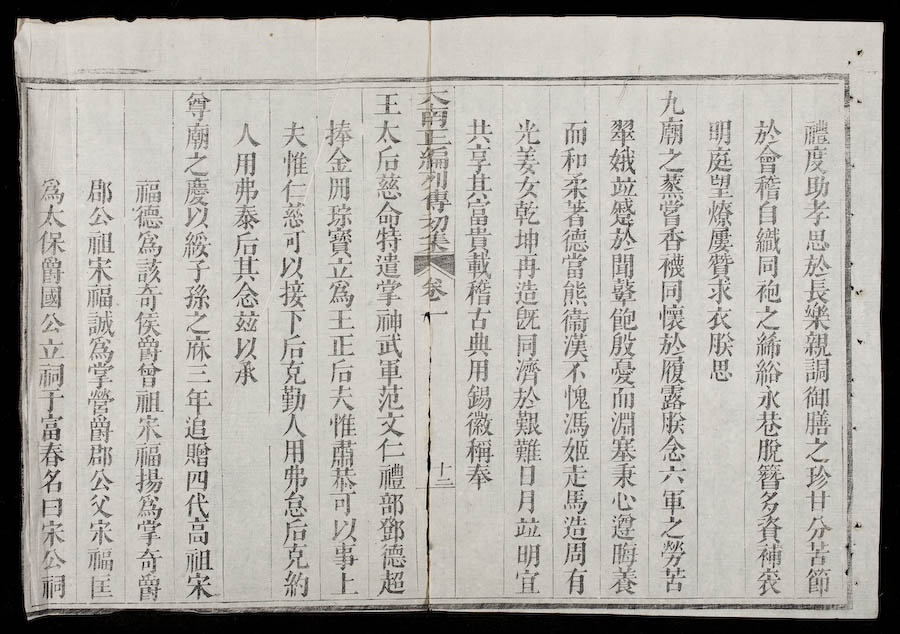 禮度助孝思於長樂親調御膳之珍甘分苦節
於會稽自織同袍之絺綌永巷脫簪多資補袞
明庭望燎屢贊求衣朕思
九廟之蒸嘗香襪同懷於履露朕念六軍之勞苦
翠娥竝蹙於聞鼙飽殷憂而淵塞秉心遵晦養
而和柔著德當熊衞漢不愧馮姬走馬造周有
光姜女乾坤再造旣同濟於艱難日月竝明宜
共享其富貴載稽古典用錫徽稱奉
大南正編列傳初集 卷一 十二
王太后慈命特遣掌神武軍范文仁禮部鄧德超
捧金册琮寶立爲王正后夫惟肅恭可以事上
夫惟仁慈可以接下后克勤人用弗怠后克約
人用弗泰后其念玆以承
尊廟之慶以綏子孫之庥三年追贈四代高祖宋
福德爲該奇侯爵曾祖宋福揚爲掌奇爵
郡公祖宋福誠爲掌營爵郡公父宋福匡
爲太保爵國公立祠于富春名曰宋公祠